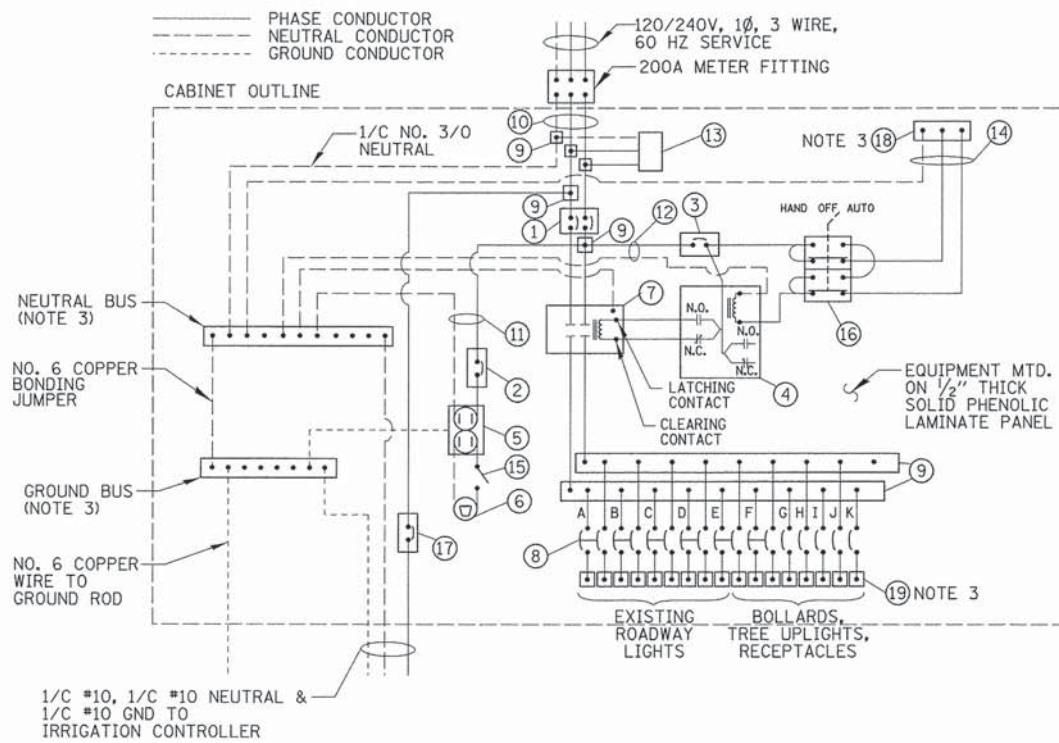 PHASE CONDUCTOR
NEUTRAL CONDUCTOR
GROUND CONDUCTOR
120/240V, 1Ø, 3 WIRE,
60 HZ SERVICE
200A METER FITTING
CABINET OUTLINE
1/C NO. 3/0
NEUTRAL
10
9
13
NOTE 3 18
14
9
HAND OFF AUTO
1
9
12
3
NEUTRAL BUS
(NOTE 3)
7
N.O.
N.O.
N.C.
N.C.
16
11
NO. 6 COPPER
BONDING
JUMPER
2
LATCHING
CONTACT
4
EQUIPMENT MTD.
ON 1/2" THICK
SOLID PHENOLIC
LAMINATE PANEL
5
CLEARING
CONTACT
15
9
GROUND BUS
(NOTE 3)
6
A B C D E F G H I J K
17
8
NO. 6 COPPER
WIRE TO
GROUND ROD
19 NOTE 3
EXISTING
ROADWAY
LIGHTS
BOLLARDS,
TREE UPLIGHTS,
RECEPTACLES
1/C #10, 1/C #10 NEUTRAL &
1/C #10 GND TO
IRRIGATION CONTROLLER